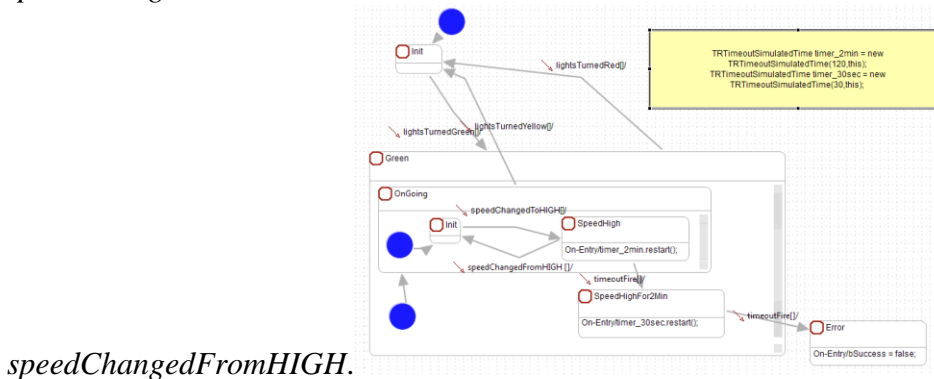 Init
TRTimeoutSimulatedTime timer_2min = new
TRTimeoutSimulatedTime(120,this);
TRTimeoutSimulatedTime timer_30sec = new
TRTimeoutSimulatedTime(30,this);
lightsTurnedRed[]/
lightsTurnedGreen[]/
lightsTurnedYellow[]/
Green
OnGoing
speedChangedToHIGH[]/
Init
SpeedHigh
On-Entry/timer_2min.restart();
speedChangedFromHIGH []/
timeoutFire[]/
SpeedHighFor2Min
On-Entry/timer_30sec.restart();
timeoutFire[]/
Error
On-Entry/bSuccess = false;
speedChangedFromHIGH.